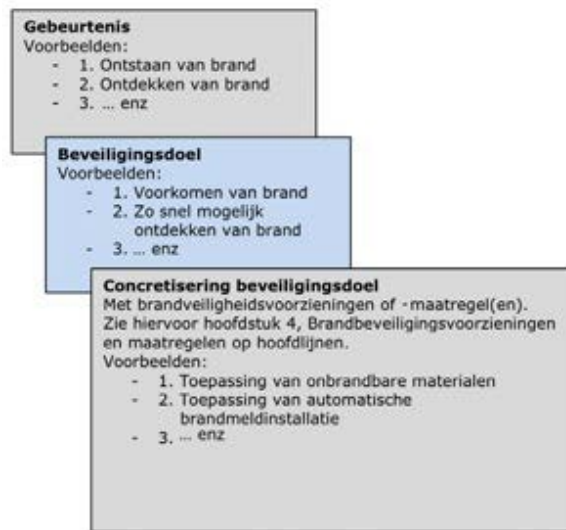 Gebeurtenis
Voorbeelden:
- 1. Ontstaan van brand
- 2. Ontdekken van brand
- 3. ... enz
Beveiligingsdoel
Voorbeelden:
- 1. Voorkomen van brand
- 2. Zo snel mogelijk
ontdekken van brand
- 3. ... enz
Concretisering beveiligingsdoel
Met brandveiligheidsvoorzieningen of -maatregel(en).
Zie hiervoor hoofdstuk 4, Brandbeveiligingsvoorzieningen
en maatregelen op hoofdlijnen.
Voorbeelden:
- 1. Toepassing van onbrandbare materialen
- 2. Toepassing van automatische
brandmeldinstallatie
- 3. ... enz